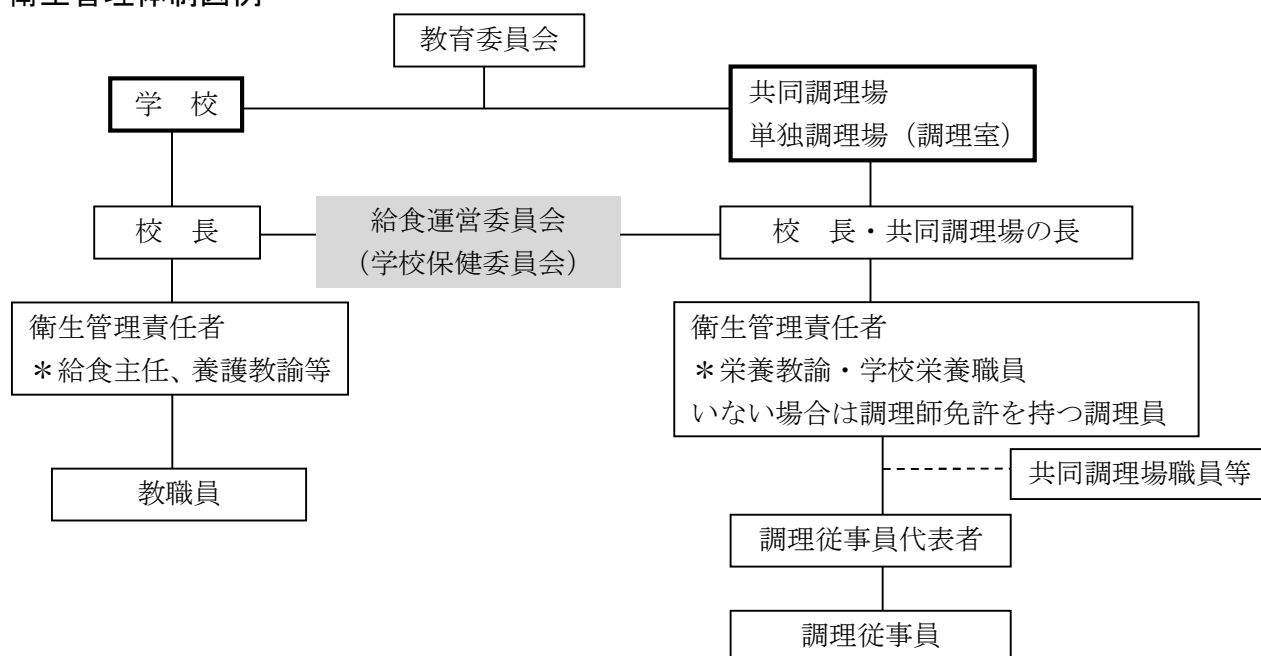 衛生管理体制図例
教育委員会
学　校
共同調理場
単独調理場（調理室）
校　長
給食運営委員会
（学校保健委員会）
校　長・共同調理場の長
衛生管理責任者
＊給食主任、養護教諭等
衛生管理責任者
＊栄養教諭・学校栄養職員
いない場合は調理師免許を持つ調理員
教職員
共同調理場職員等
調理従事員代表者
調理従事員